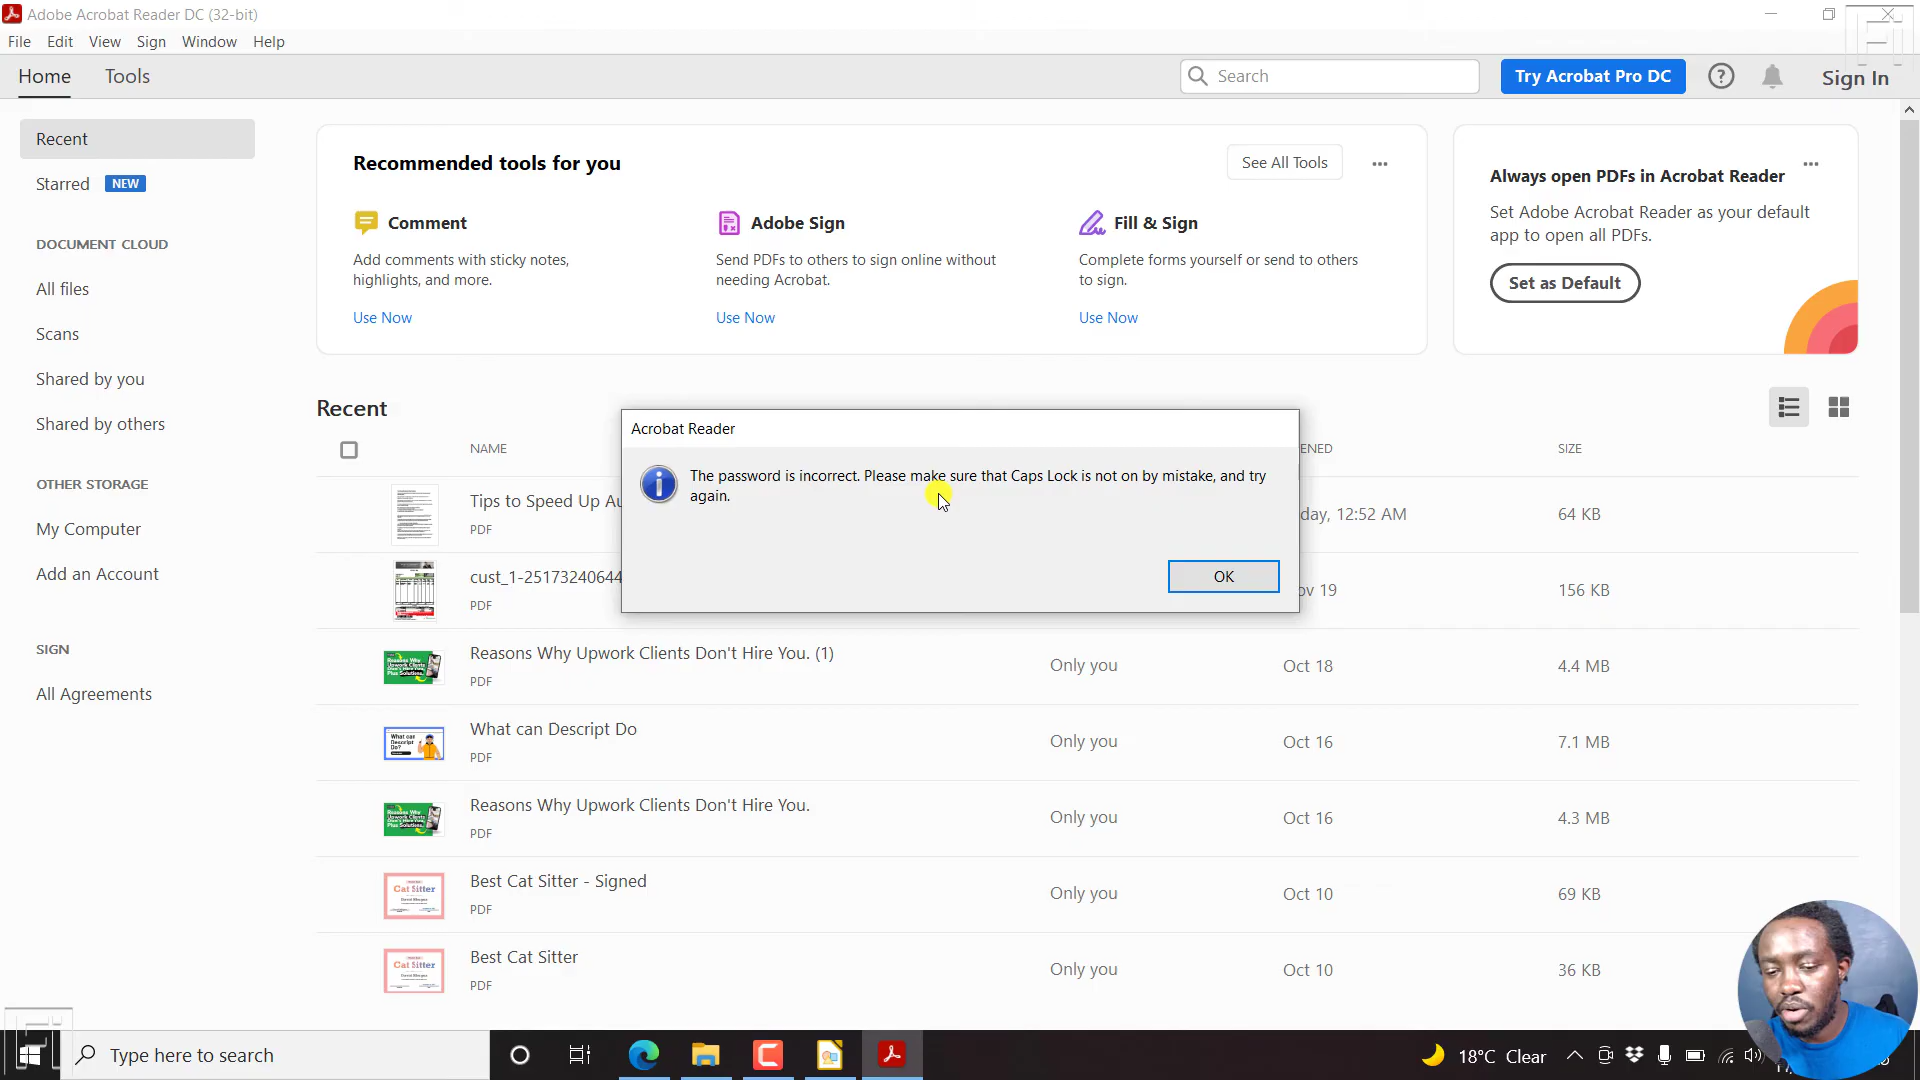 Adobe Acrobat Reader DC (32-bit)
File Edit View Sign Window Help
Home Tools
Search
Try Acrobat Pro DC
Sign In
Recent
Starred NEW
DOCUMENT CLOUD
All files
Scans
Shared by you
Shared by others
OTHER STORAGE
My Computer
Add an Account
SIGN
All Agreements
Recommended tools for you
See All Tools
Comment
Add comments with sticky notes,
highlights, and more.
Use Now
Adobe Sign
Send PDFs to others to sign online without
needing Acrobat.
Use Now
Fill & Sign
Complete forms yourself or send to others
to sign.
Use Now
Always open PDFs in Acrobat Reader
Set Adobe Acrobat Reader as your default
app to open all PDFs.
Set as Default
Recent
NAME ENED SIZE
Tips to Speed Up Au
PDF
day, 12:52 AM 64 KB
cust_1-25173240644
PDF
ov 19 156 KB
Reasons Why Upwork Clients Don't Hire You. (1)
PDF
Only you Oct 18 4.4 MB
What can Descript Do
PDF
Only you Oct 16 7.1 MB
Reasons Why Upwork Clients Don't Hire You.
PDF
Only you Oct 16 4.3 MB
Best Cat Sitter - Signed
PDF
Only you Oct 10 69 KB
Best Cat Sitter
PDF
Only you Oct 10 36 KB
Acrobat Reader
The password is incorrect. Please make sure that Caps Lock is not on by mistake, and try
again.
OK
Type here to search
18°C Clear